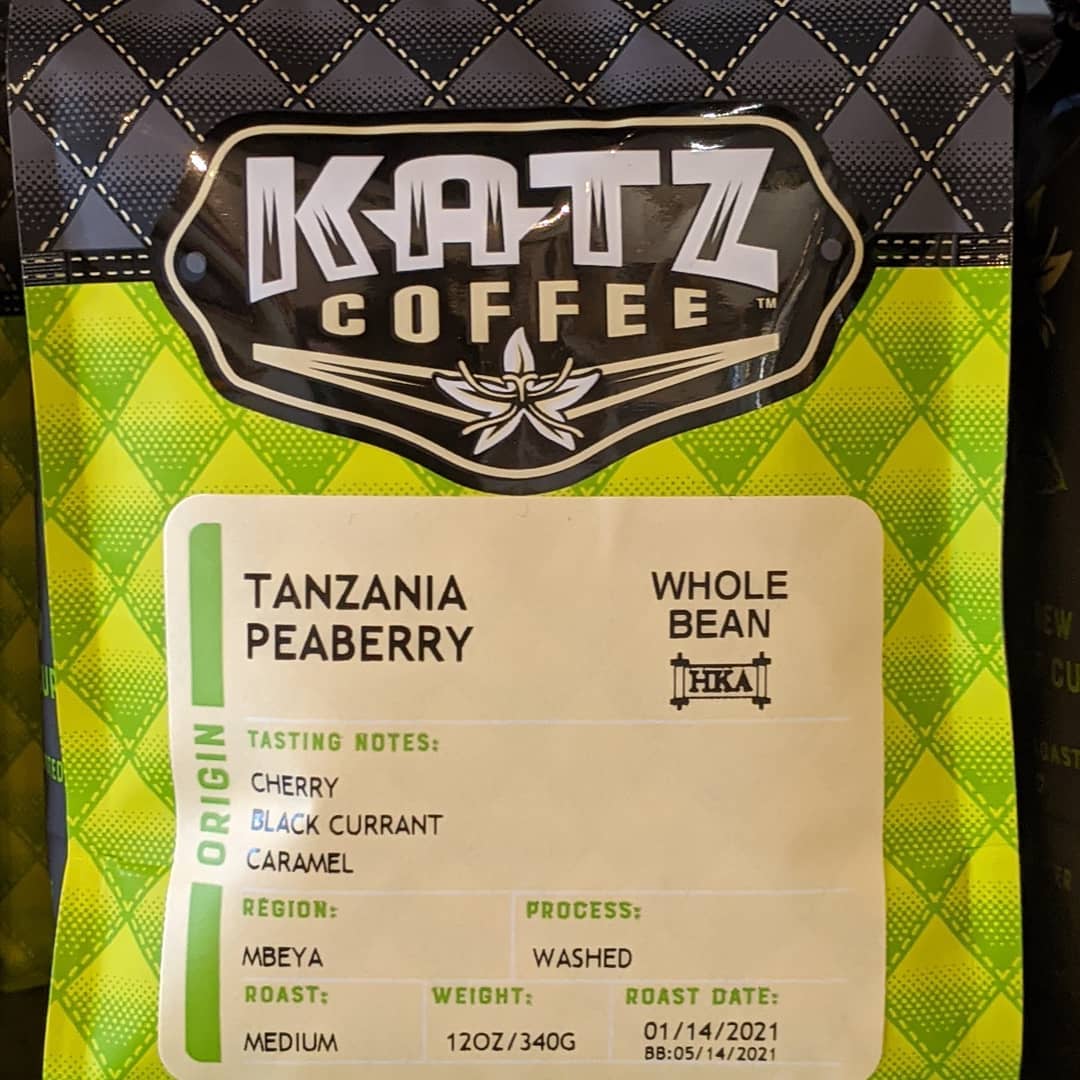 KATZ
COFFEE
TM
TANZANIA
PEABERRY
WHOLE
BEAN
HKA
ORIGIN
TASTING NOTES:
CHERRY
BLACK CURRANT
CARAMEL
REGION:
PROCESS:
MBEYA
WASHED
ROAST:
WEIGHT:
ROAST DATE:
MEDIUM
12OZ/340G
01/14/2021
BB:05/14/2021